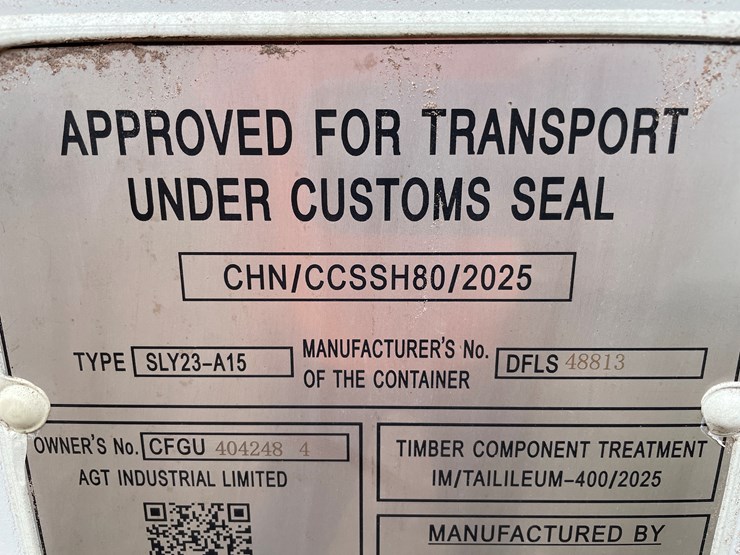 APPROVED FOR TRANSPORT
UNDER CUSTOMS SEAL
CHN/CCSSH80/2025
TYPE SLY23-A15
MANUFACTURER'S No.
OF THE CONTAINER
DFLS 48813
OWNER'S No. CFGU 404248 4
AGT INDUSTRIAL LIMITED
TIMBER COMPONENT TREATMENT
IM/TAILILEUM-400/2025
MANUFACTURED BY